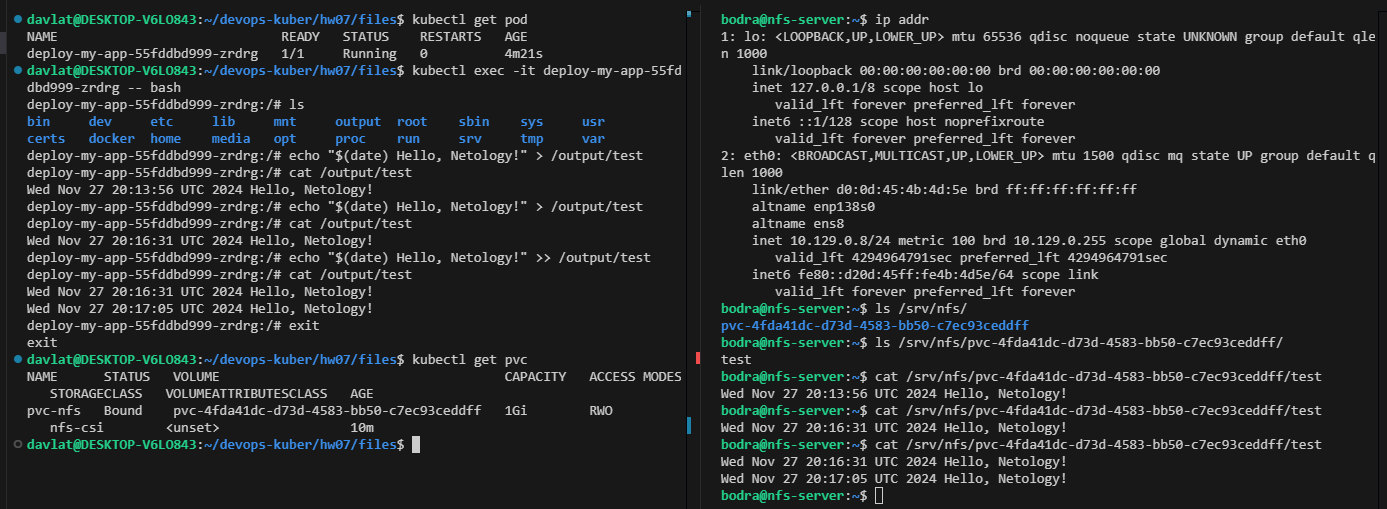 davlat@DESKTOP-V6LO843:~/devops-kuber/hw07/files$ kubectl get pod
NAME                             READY   STATUS    RESTARTS   AGE
deploy-my-app-55fddbd999-zrdrg   1/1     Running   0          4m21s
davlat@DESKTOP-V6LO843:~/devops-kuber/hw07/files$ kubectl exec -it deploy-my-app-55fd
dbd999-zrdrg -- bash
deploy-my-app-55fddbd999-zrdrg:/# ls
bin     dev     etc     lib     mnt     output  root    sbin    sys     usr
certs   docker  home    media   opt     proc    run     srv     tmp     var
deploy-my-app-55fddbd999-zrdrg:/# echo "$(date) Hello, Netology!" > /output/test
deploy-my-app-55fddbd999-zrdrg:/# cat /output/test
Wed Nov 27 20:13:56 UTC 2024 Hello, Netology!
deploy-my-app-55fddbd999-zrdrg:/# echo "$(date) Hello, Netology!" > /output/test
deploy-my-app-55fddbd999-zrdrg:/# cat /output/test
Wed Nov 27 20:16:31 UTC 2024 Hello, Netology!
deploy-my-app-55fddbd999-zrdrg:/# echo "$(date) Hello, Netology!" >> /output/test
deploy-my-app-55fddbd999-zrdrg:/# cat /output/test
Wed Nov 27 20:16:31 UTC 2024 Hello, Netology!
Wed Nov 27 20:17:05 UTC 2024 Hello, Netology!
deploy-my-app-55fddbd999-zrdrg:/# exit
exit
davlat@DESKTOP-V6LO843:~/devops-kuber/hw07/files$ kubectl get pvc
NAME      STATUS   VOLUME                                     CAPACITY   ACCESS MODES
   STORAGECLASS   VOLUMEATTRIBUTESCLASS   AGE
pvc-nfs   Bound    pvc-4fda41dc-d73d-4583-bb50-c7ec93ceddff   1Gi        RWO
   nfs-csi        <unset>                 10m
davlat@DESKTOP-V6LO843:~/devops-kuber/hw07/files$
bodra@nfs-server:~$ ip addr
1: lo: <LOOPBACK,UP,LOWER_UP> mtu 65536 qdisc noqueue state UNKNOWN group default qle
n 1000
    link/loopback 00:00:00:00:00:00 brd 00:00:00:00:00:00
    inet 127.0.0.1/8 scope host lo
       valid_lft forever preferred_lft forever
    inet6 ::1/128 scope host noprefixroute
       valid_lft forever preferred_lft forever
2: eth0: <BROADCAST,MULTICAST,UP,LOWER_UP> mtu 1500 qdisc mq state UP group default q
len 1000
    link/ether d0:0d:45:4b:4d:5e brd ff:ff:ff:ff:ff:ff
    altname enp138s0
    altname ens8
    inet 10.129.0.8/24 metric 100 brd 10.129.0.255 scope global dynamic eth0
       valid_lft 4294964791sec preferred_lft 4294964791sec
    inet6 fe80::d20d:45ff:fe4b:4d5e/64 scope link
       valid_lft forever preferred_lft forever
bodra@nfs-server:~$ ls /srv/nfs/
pvc-4fda41dc-d73d-4583-bb50-c7ec93ceddff
bodra@nfs-server:~$ ls /srv/nfs/pvc-4fda41dc-d73d-4583-bb50-c7ec93ceddff/
test
bodra@nfs-server:~$ cat /srv/nfs/pvc-4fda41dc-d73d-4583-bb50-c7ec93ceddff/test
Wed Nov 27 20:13:56 UTC 2024 Hello, Netology!
bodra@nfs-server:~$ cat /srv/nfs/pvc-4fda41dc-d73d-4583-bb50-c7ec93ceddff/test
Wed Nov 27 20:16:31 UTC 2024 Hello, Netology!
bodra@nfs-server:~$ cat /srv/nfs/pvc-4fda41dc-d73d-4583-bb50-c7ec93ceddff/test
Wed Nov 27 20:16:31 UTC 2024 Hello, Netology!
Wed Nov 27 20:17:05 UTC 2024 Hello, Netology!
bodra@nfs-server:~$